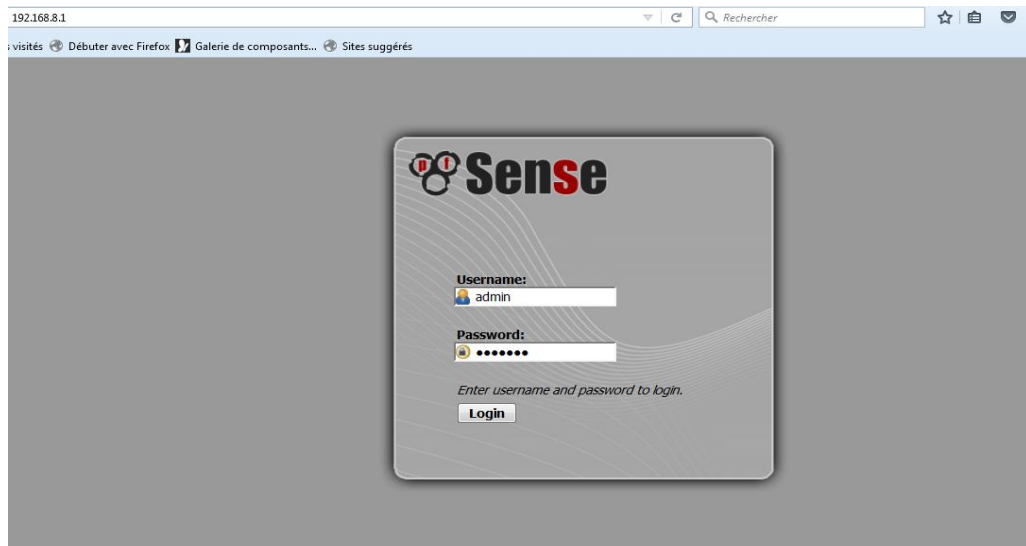 192.168.8.1
Rechercher
s visités Débuter avec Firefox Galerie de composants... Sites suggérés
pf Sense
Username:
admin
Password:
•••••••
Enter username and password to login.
Login